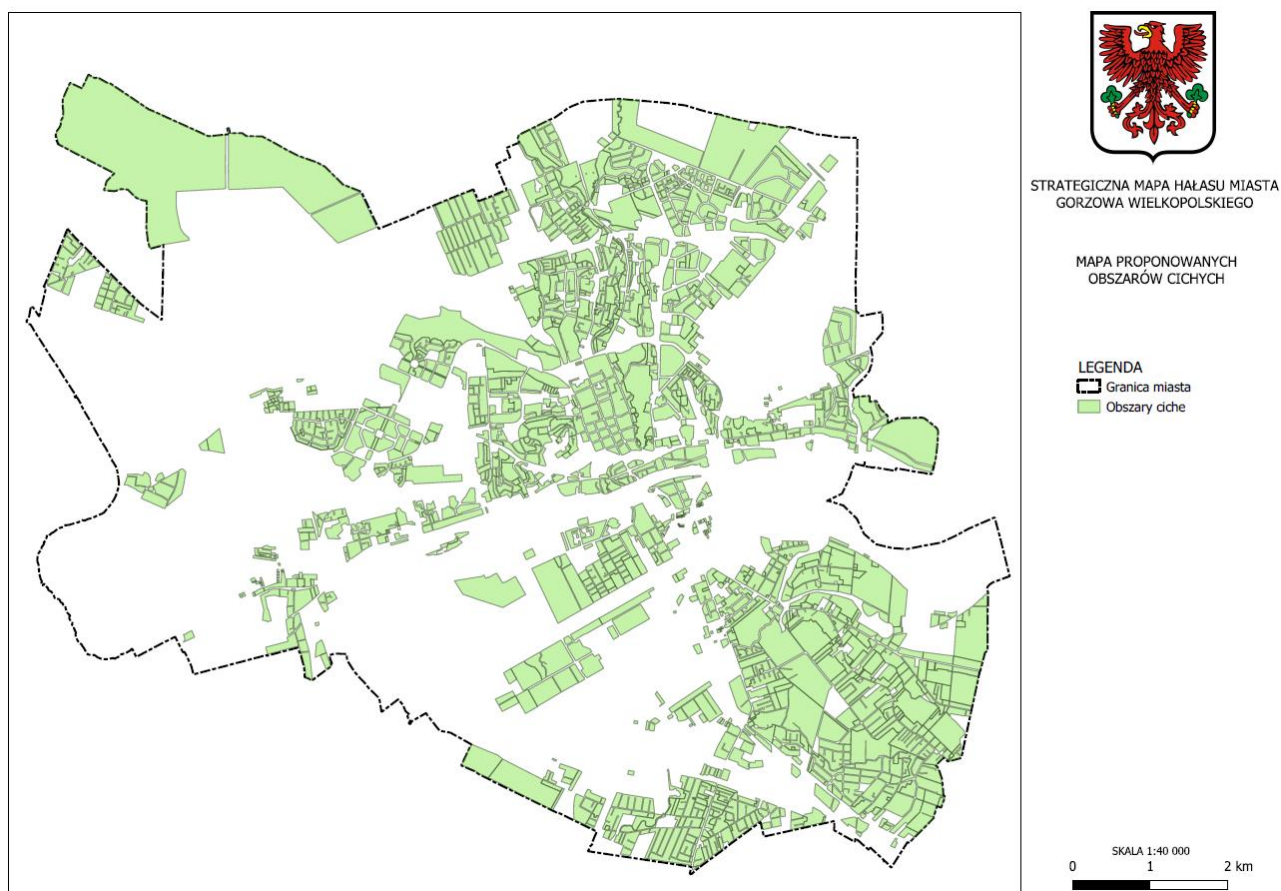 STRATEGICZNA MAPA HAŁASU MIASTA
GORZOWA WIELKOPOLSKIEGO
MAPA PROPONOWANYCH
OBSZARÓW CICHYCH
LEGENDA
Granica miasta
Obszary ciche
SKALA 1:40 000
0 1 2 km